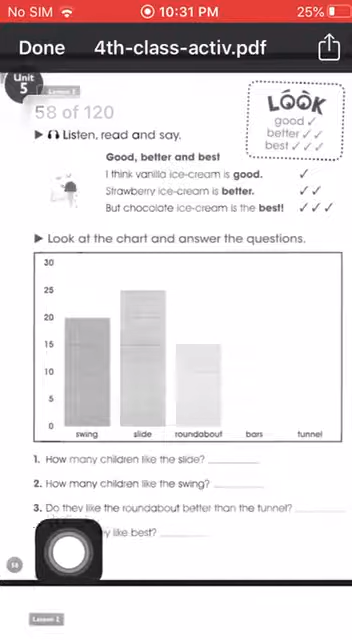 No SIM 10:31 PM 25%
Done 4th-class-activ.pdf
Unit
5
Lesson 2
58 of 120
LOOK
good ✓
better ✓✓
best ✓✓✓
▶ Listen, read and say.
Good, better and best
I think vanilla ice-cream is good. ✓
Strawberry ice-cream is better. ✓✓
But chocolate ice-cream is the best! ✓✓✓
▶ Look at the chart and answer the questions.
30
25
20
15
10
5
0
swing slide roundabout bars tunnel
1. How many children like the slide?
2. How many children like the swing?
3. Do they like the roundabout better than the tunnel?
like best?
58
Lesson 2